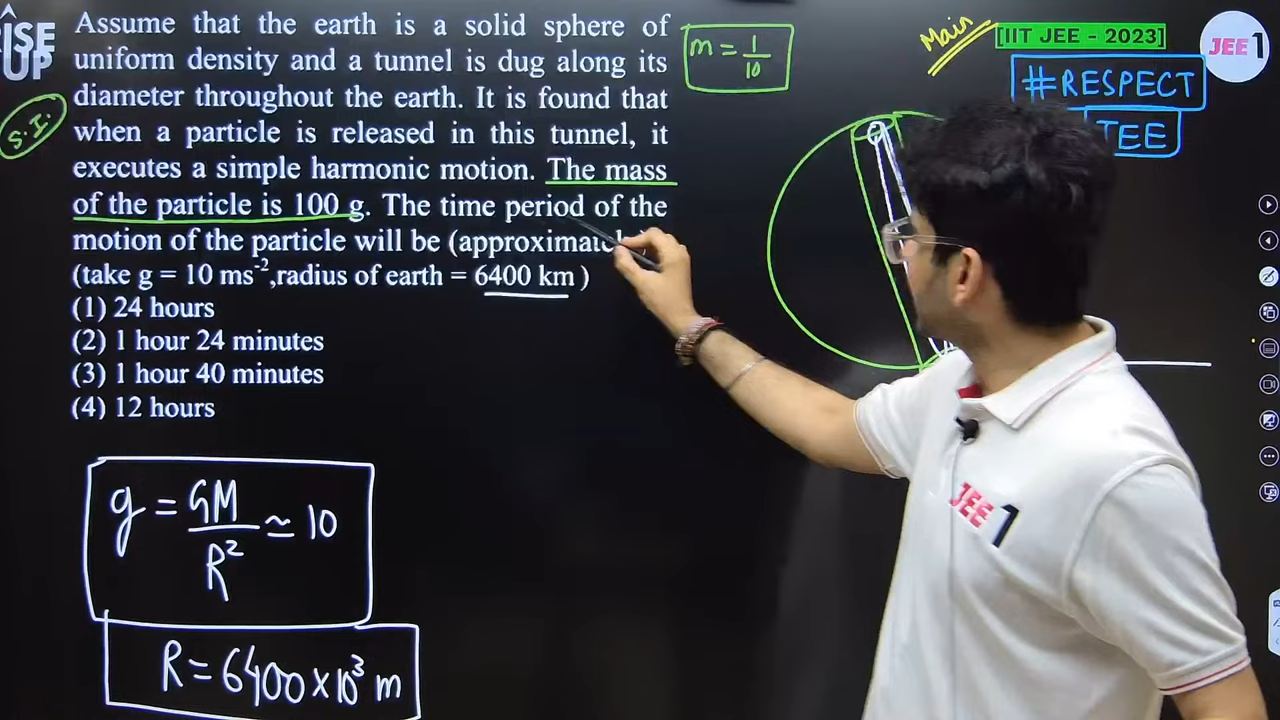 RISE
UP
Assume that the earth is a solid sphere of
uniform density and a tunnel is dug along its
diameter throughout the earth. It is found that
when a particle is released in this tunnel, it
executes a simple harmonic motion. The mass
of the particle is 100 g. The time period of the
motion of the particle will be
(take g = 10 ms⁻²,radius of earth = 6400 km )
(1) 24 hours
(2) 1 hour 24 minutes
(3) 1 hour 40 minutes
(4) 12 hours
S.I.
m = 1/10
Main
[IIT JEE - 2023]
#RESPECT
JEE
JEE 1
g = GM/R² ≃ 10
R = 6400 × 10³ m
JEE 1